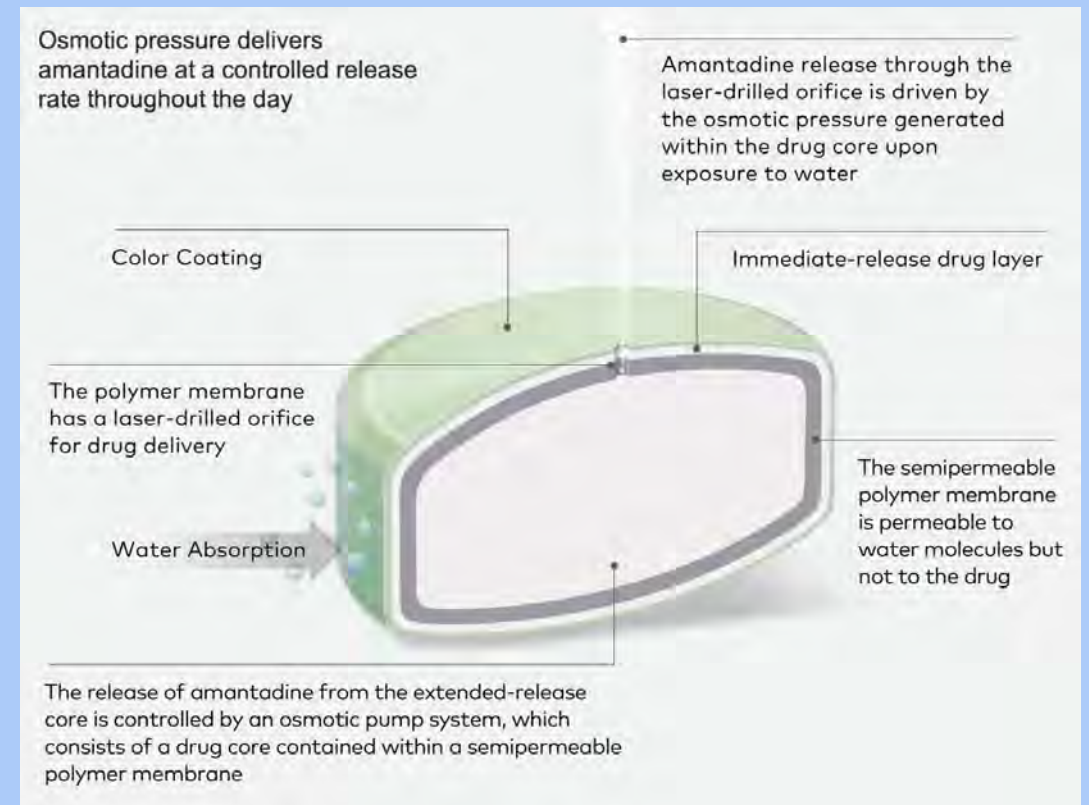 Osmotic pressure delivers
amantadine at a controlled release
rate throughout the day
Amantadine release through the
laser-drilled orifice is driven by
the osmotic pressure generated
within the drug core upon
exposure to water
Color Coating
Immediate-release drug layer
The polymer membrane
has a laser-drilled orifice
for drug delivery
The semipermeable
polymer membrane
is permeable to
water molecules but
not to the drug
Water Absorption
The release of amantadine from the extended-release
core is controlled by an osmotic pump system, which
consists of a drug core contained within a semipermeable
polymer membrane